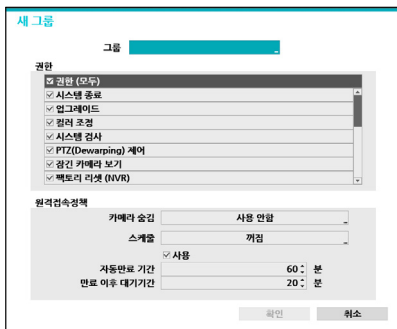 새 그룹
그룹
권한
권한 (모두)
시스템 종료
업그레이드
컬러 조정
시스템 검사
PTZ(Dewarping) 제어
잠긴 카메라 보기
팩토리 리셋 (NVR)
원격접속정책
카메라 숨김 사용 안함
스케줄 꺼짐
사용
자동만료 기간 60 분
만료 이후 대기기간 20 분
확인 취소